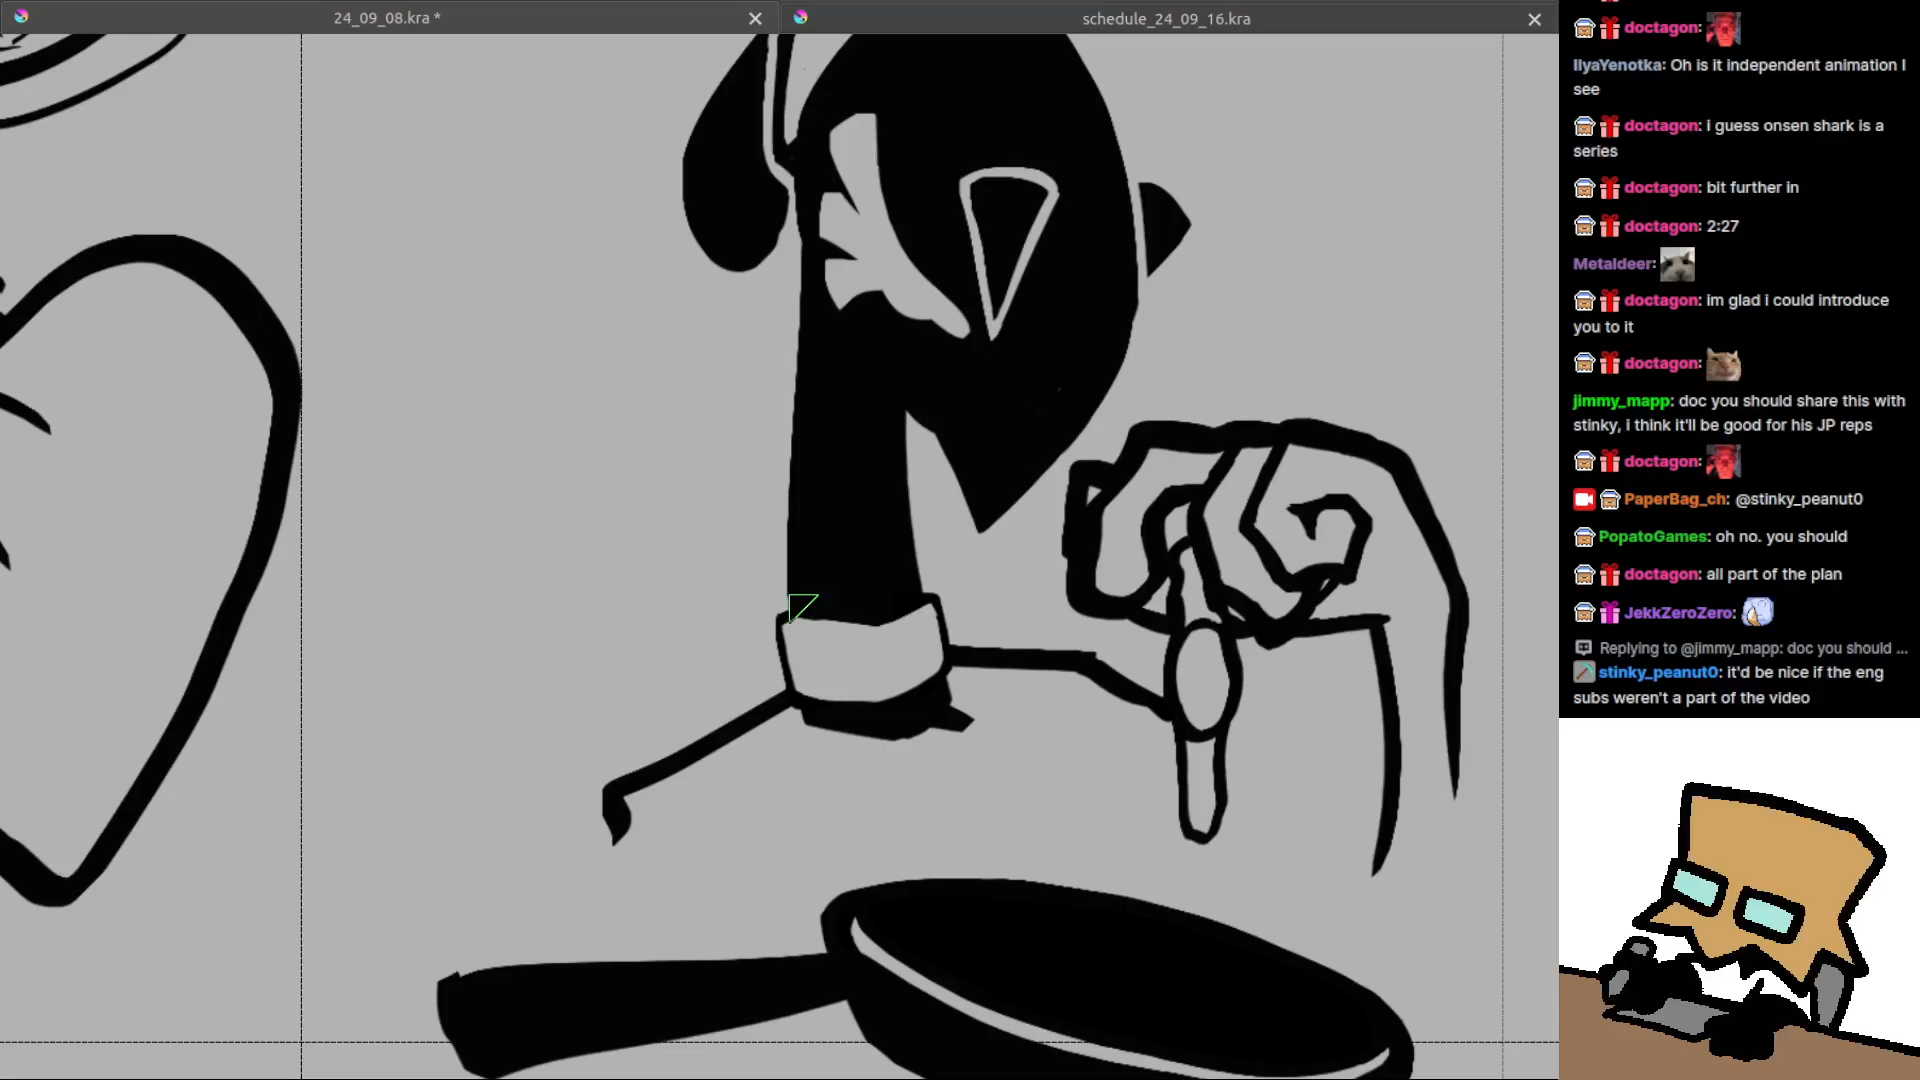 24_09_08.kra *
schedule_24_09_16.kra
doctagon:
IlyaYenotka: Oh is it independent animation I
see
doctagon: i guess onsen shark is a
series
doctagon: bit further in
doctagon: 2:27
Metaldeer:
doctagon: im glad i could introduce
you to it
doctagon:
jimmy_mapp: doc you should share this with
stinky, i think it'll be good for his JP reps
doctagon:
PaperBag_ch: @stinky_peanut0
PopatoGames: oh no. you should
doctagon: all part of the plan
JekkZeroZero:
Replying to @jimmy_mapp: doc you should ...
stinky_peanut0: it'd be nice if the eng
subs weren't a part of the video